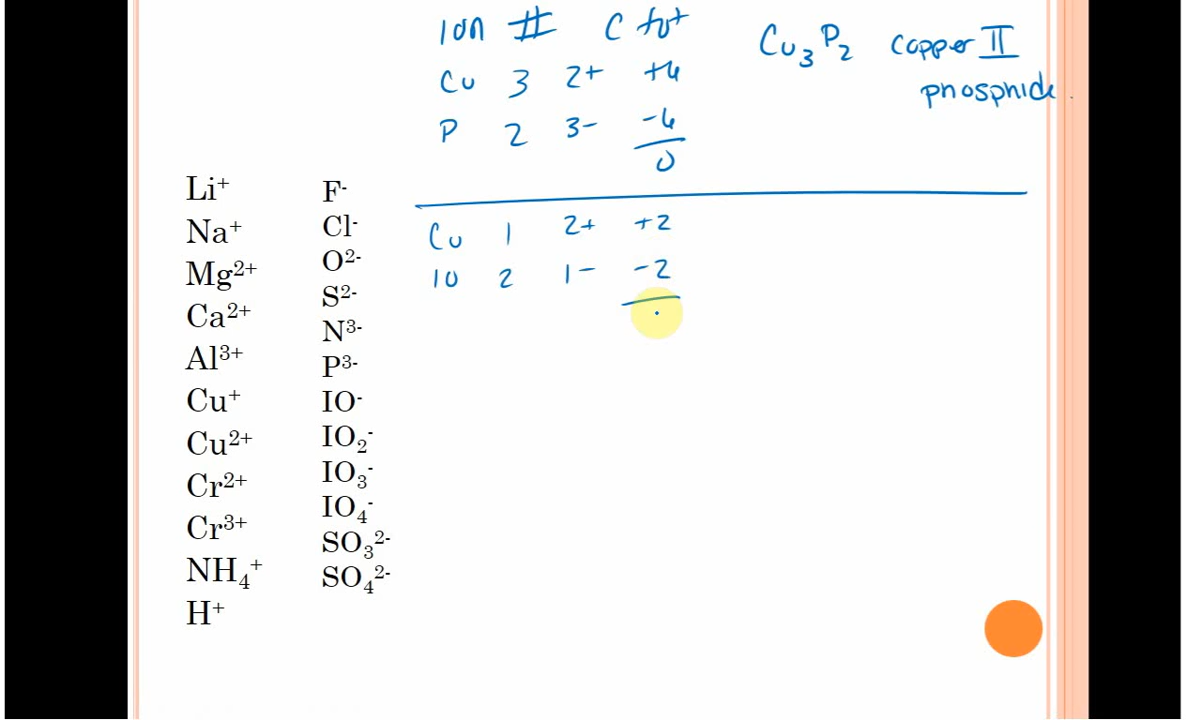 Ion # C tot
Cu 3 2+ +6
P 2 3- -6
0
Cu₃P₂ copper II
phosphide.
Cu 1 2+ +2
IO 2 1- -2
Li⁺
Na⁺
Mg²⁺
Ca²⁺
Al³⁺
Cu⁺
Cu²⁺
Cr²⁺
Cr³⁺
NH₄⁺
H⁺
F⁻
Cl⁻
O²⁻
S²⁻
N³⁻
P³⁻
IO⁻
IO₂⁻
IO₃⁻
IO₄⁻
SO₃²⁻
SO₄²⁻